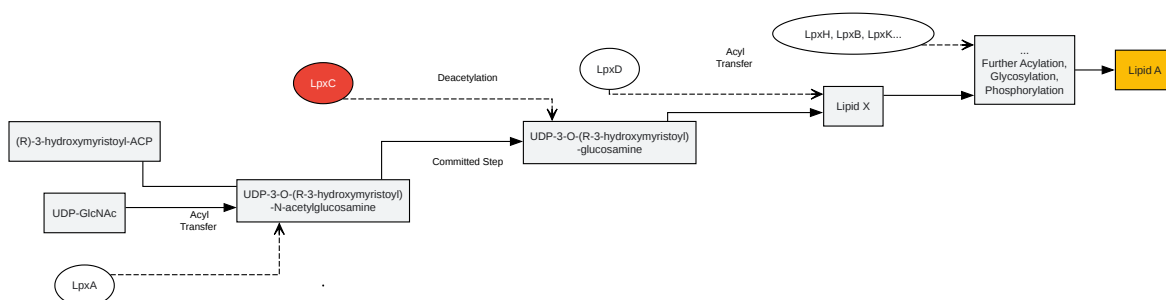 LpxH, LpxB, LpxK...
...
Further Acylation,
Glycosylation,
Phosphorylation
Lipid A
Acyl
Transfer
LpxD
LpxC
Deacetylation
Lipid X
UDP-3-O-(R-3-hydroxymyristoyl)
-glucosamine
Committed Step
(R)-3-hydroxymyristoyl-ACP
UDP-3-O-(R-3-hydroxymyristoyl)
-N-acetylglucosamine
UDP-GlcNAc
Acyl
Transfer
LpxA
.